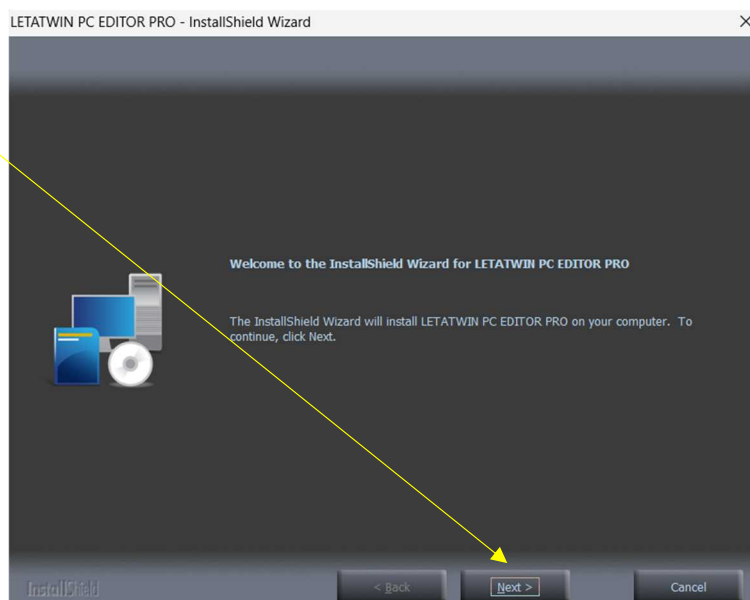 LETATWIN PC EDITOR PRO - InstallShield Wizard
Welcome to the InstallShield Wizard for LETATWIN PC EDITOR PRO
The InstallShield Wizard will install LETATWIN PC EDITOR PRO on your computer. To
continue, click Next.
InstallShield
< Back
Next >
Cancel